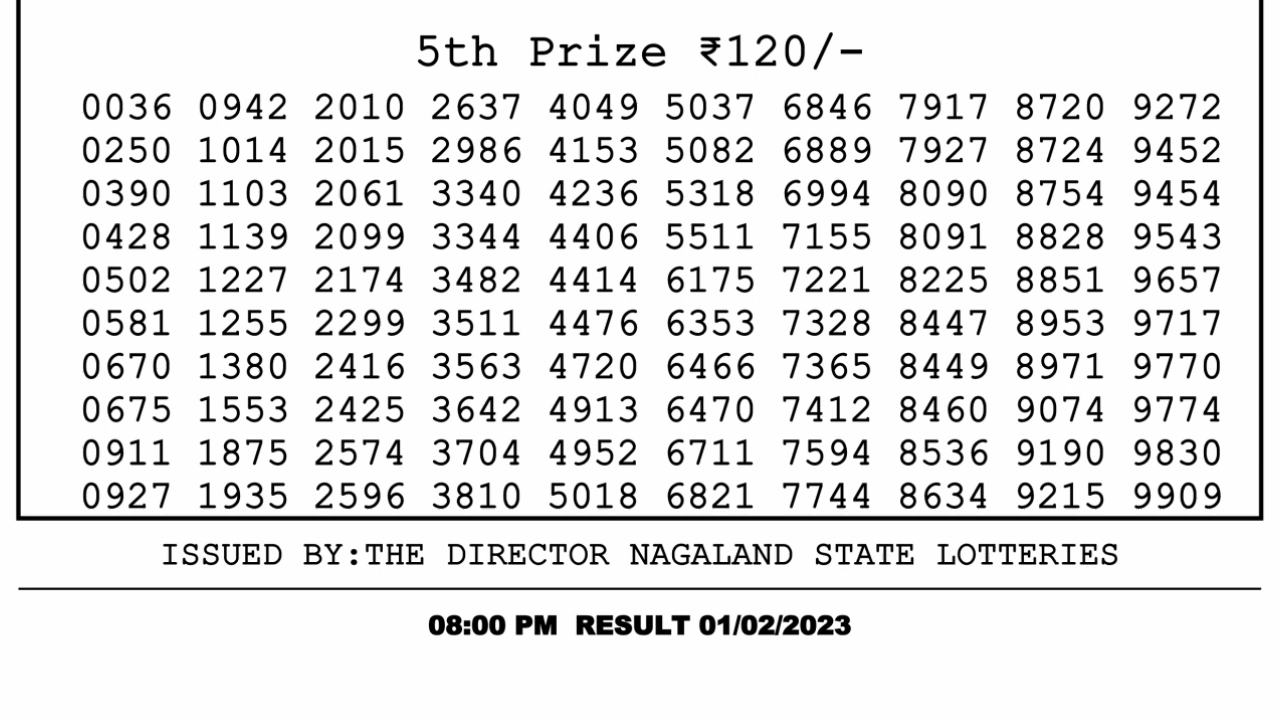 5th Prize ₹120/-
0036 0942 2010 2637 4049 5037 6846 7917 8720 9272
0250 1014 2015 2986 4153 5082 6889 7927 8724 9452
0390 1103 2061 3340 4236 5318 6994 8090 8754 9454
0428 1139 2099 3344 4406 5511 7155 8091 8828 9543
0502 1227 2174 3482 4414 6175 7221 8225 8851 9657
0581 1255 2299 3511 4476 6353 7328 8447 8953 9717
0670 1380 2416 3563 4720 6466 7365 8449 8971 9770
0675 1553 2425 3642 4913 6470 7412 8460 9074 9774
0911 1875 2574 3704 4952 6711 7594 8536 9190 9830
0927 1935 2596 3810 5018 6821 7744 8634 9215 9909
ISSUED BY:THE DIRECTOR NAGALAND STATE LOTTERIES
08:00 PM RESULT 01/02/2023